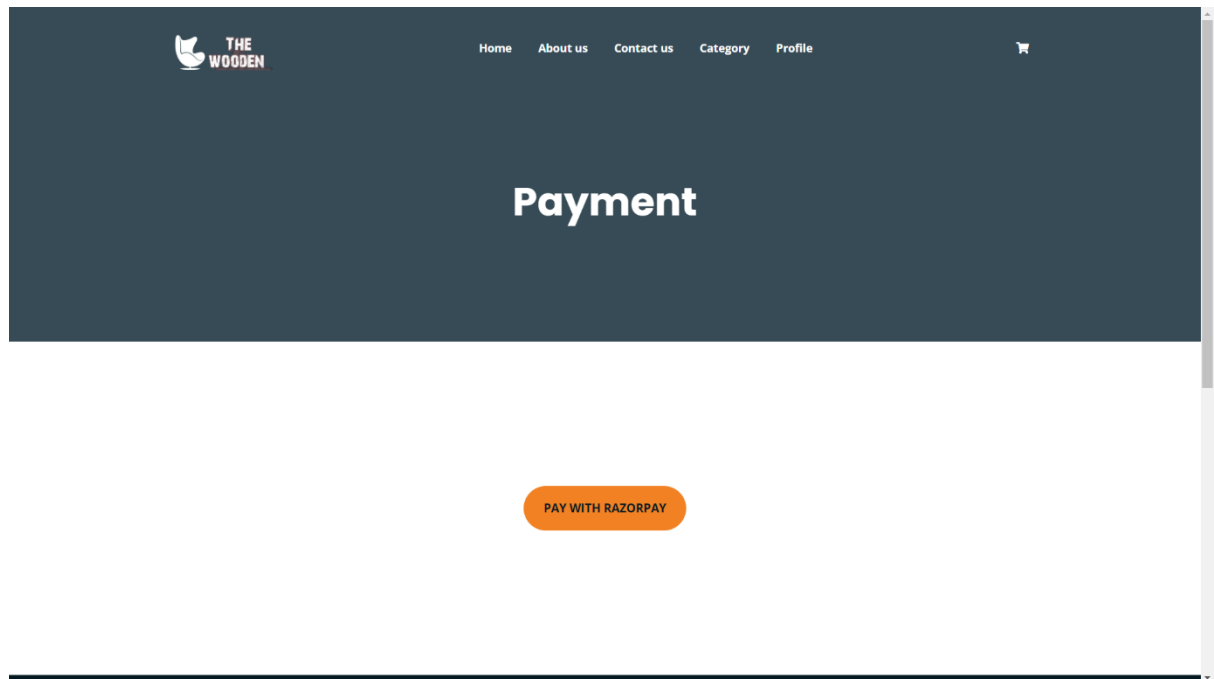 THE
WOODEN
Home About us Contact us Category Profile
Payment
PAY WITH RAZORPAY